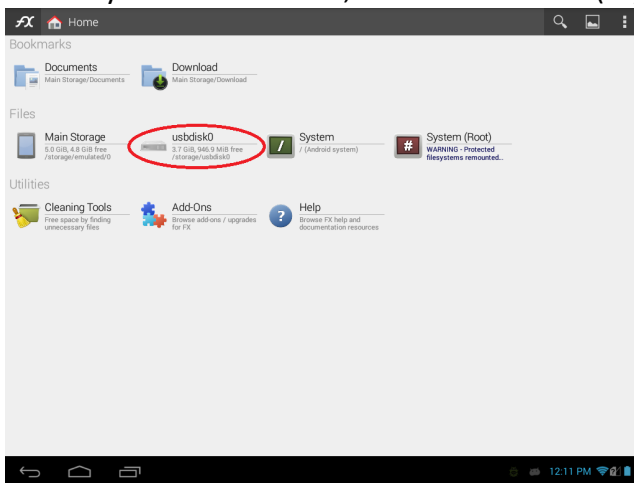 FX Home
Bookmarks
Documents
Main Storage/Documents
Download
Main Storage/Download
Files
Main Storage
5.0 GiB, 4.8 GiB free
/storage/emulated/0
usbdisk0
3.7 GiB, 946.9 MiB free
/storage/usbdisk0
System
/ (Android system)
System (Root)
WARNING - Protected
filesystems remounted...
Utilities
Cleaning Tools
Free space by finding
unnecessary files
Add-Ons
Browse add-ons / upgrades
for FX
Help
Browse FX help and
documentation resources
12:11 PM